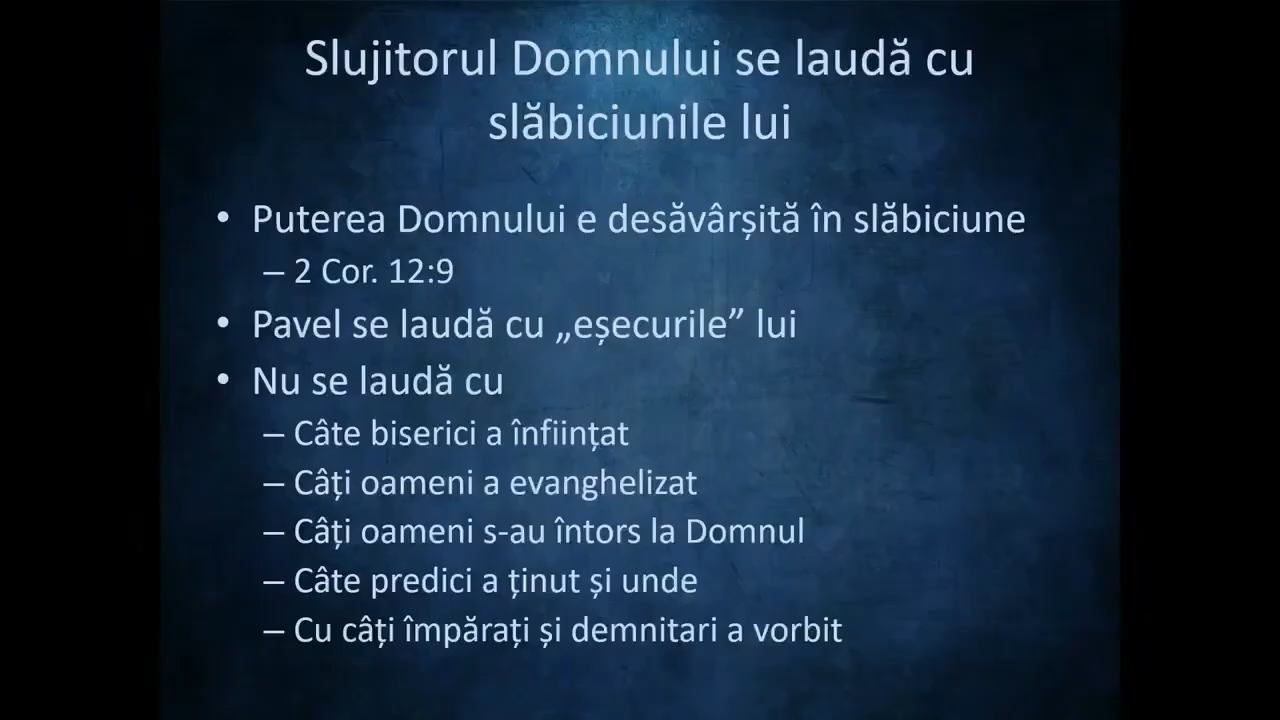 Slujitorul Domnului se laudă cu
slăbiciunile lui
• Puterea Domnului e desăvârșită în slăbiciune
– 2 Cor. 12:9
• Pavel se laudă cu „eșecurile” lui
• Nu se laudă cu
– Câte biserici a înființat
– Câți oameni a evanghelizat
– Câți oameni s-au întors la Domnul
– Câte predici a ținut și unde
– Cu câți împărați și demnitari a vorbit